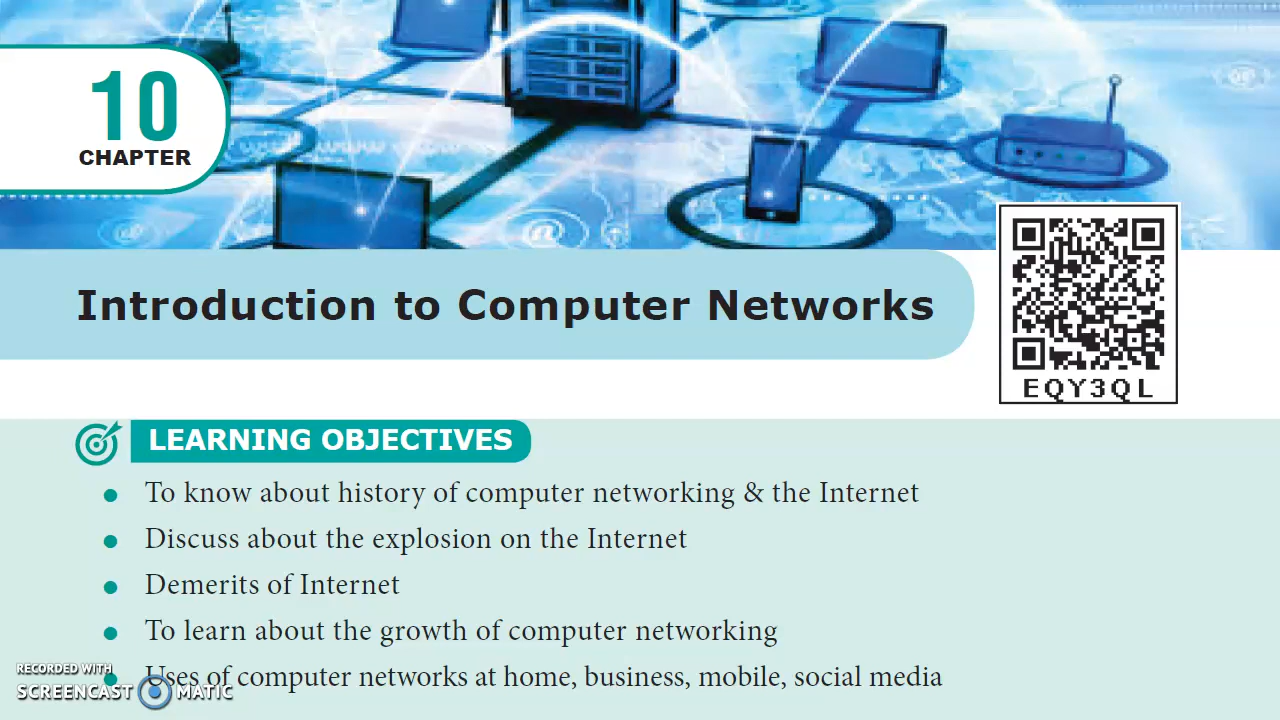 10
CHAPTER
Introduction to Computer Networks
EQY3QL
LEARNING OBJECTIVES
• To know about history of computer networking & the Internet
• Discuss about the explosion on the Internet
• Demerits of Internet
• To learn about the growth of computer networking
• Uses of computer networks at home, business, mobile, social media
RECORDED WITH
SCREENCAST MATIC